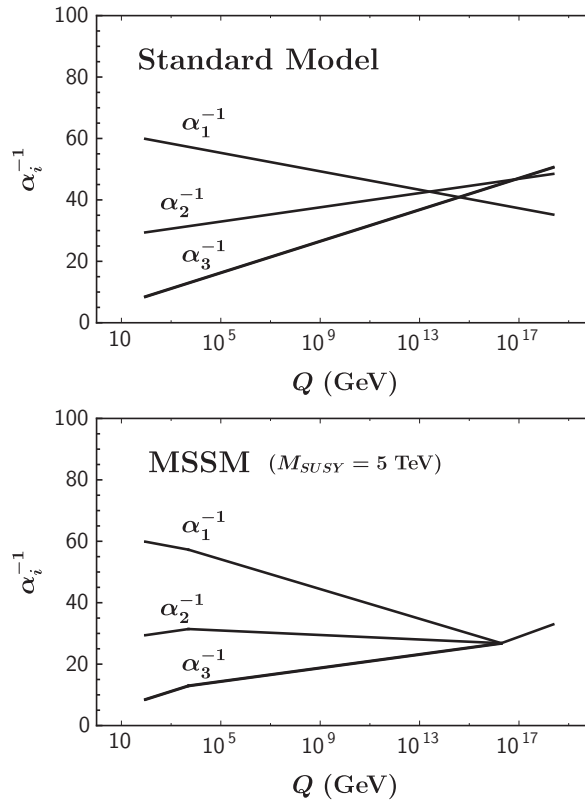 100
80
60
40
20
0
Standard Model
α₁⁻¹
α₂⁻¹
α₃⁻¹
αᵢ⁻¹
10 10⁵ 10⁹ 10¹³ 10¹⁷
Q (GeV)
100
80
60
40
20
0
MSSM (M_SUSY = 5 TeV)
α₁⁻¹
α₂⁻¹
α₃⁻¹
αᵢ⁻¹
10 10⁵ 10⁹ 10¹³ 10¹⁷
Q (GeV)